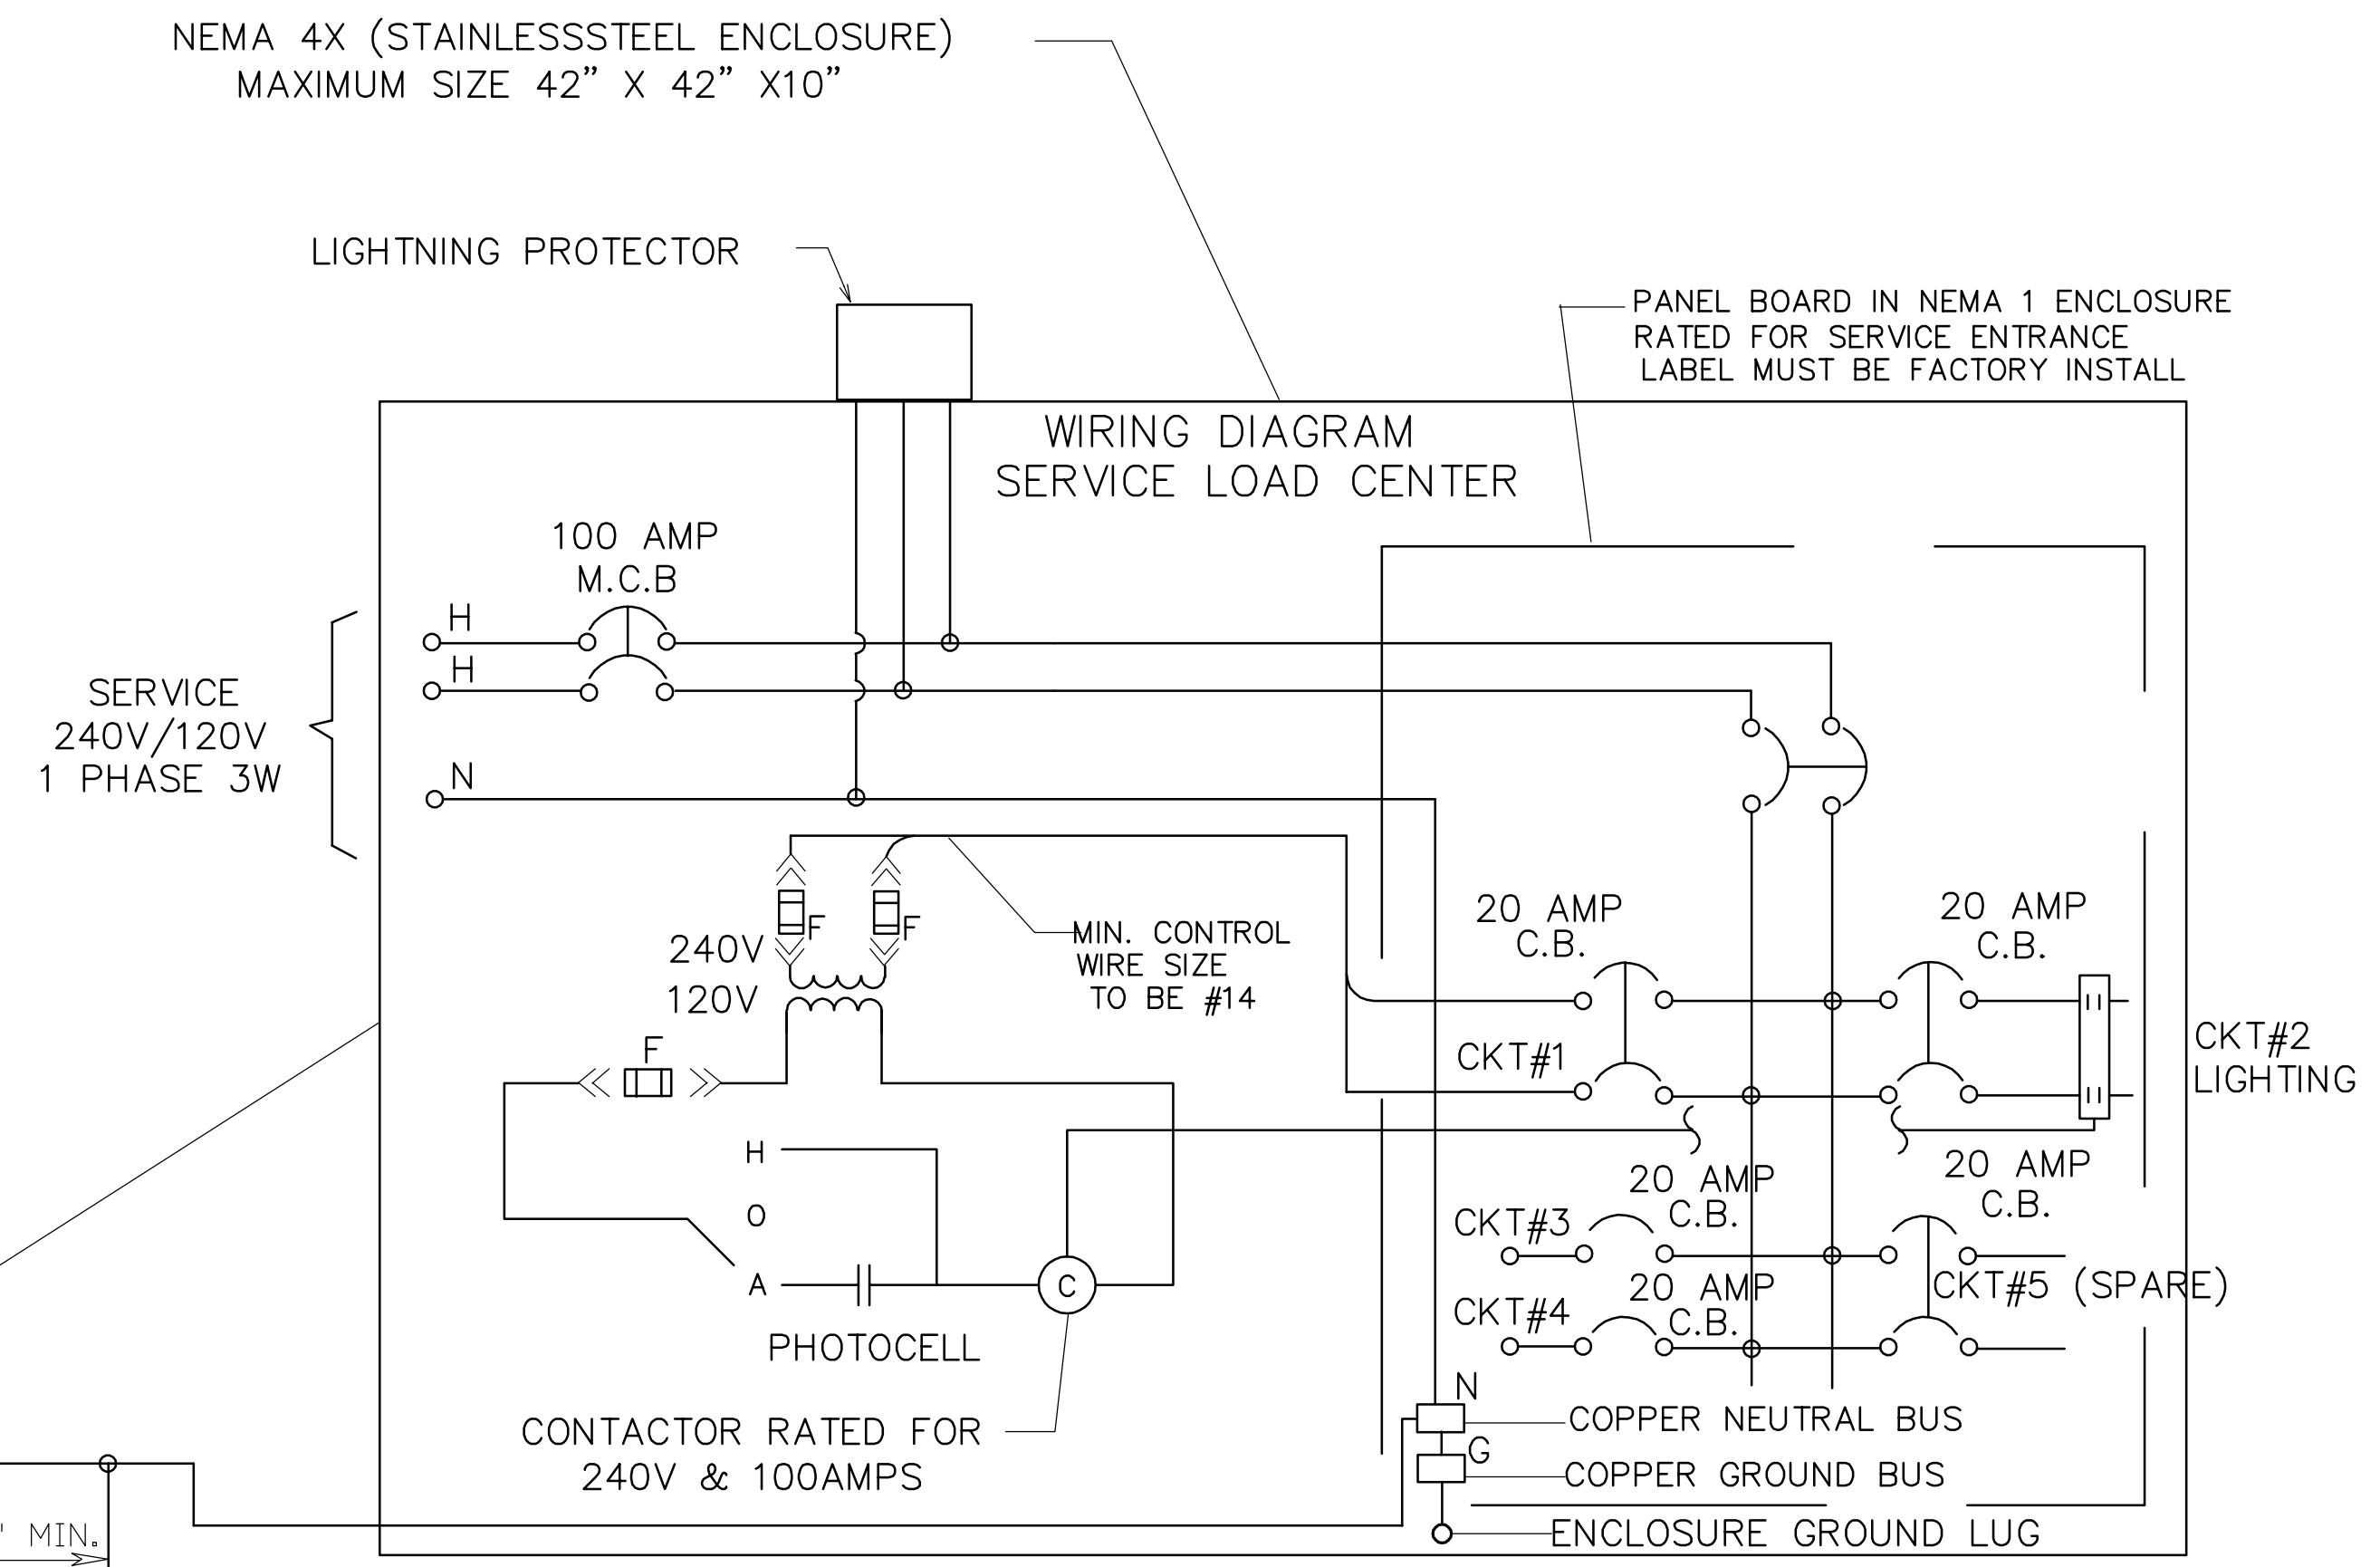 NEMA 4X (STAINLESSSTEEL ENCLOSURE)
MAXIMUM SIZE 42" X 42" X10"
LIGHTNING PROTECTOR
PANEL BOARD IN NEMA 1 ENCLOSURE
RATED FOR SERVICE ENTRANCE
LABEL MUST BE FACTORY INSTALL
WIRING DIAGRAM
SERVICE LOAD CENTER
100 AMP
M.C.B
H
H
SERVICE
240V/120V
1 PHASE 3W
N
20 AMP
C.B.
20 AMP
C.B.
F
F
MIN. CONTROL
WIRE SIZE
TO BE #14
240V
120V
F
CKT#1
CKT#2
LIGHTING
H
O
A
C
PHOTOCELL
20 AMP
C.B.
20 AMP
C.B.
CKT#3
20 AMP
C.B.
CKT#4
CKT#5 (SPARE)
CONTACTOR RATED FOR
240V & 100AMPS
N
COPPER NEUTRAL BUS
G
COPPER GROUND BUS
ENCLOSURE GROUND LUG
' MIN.